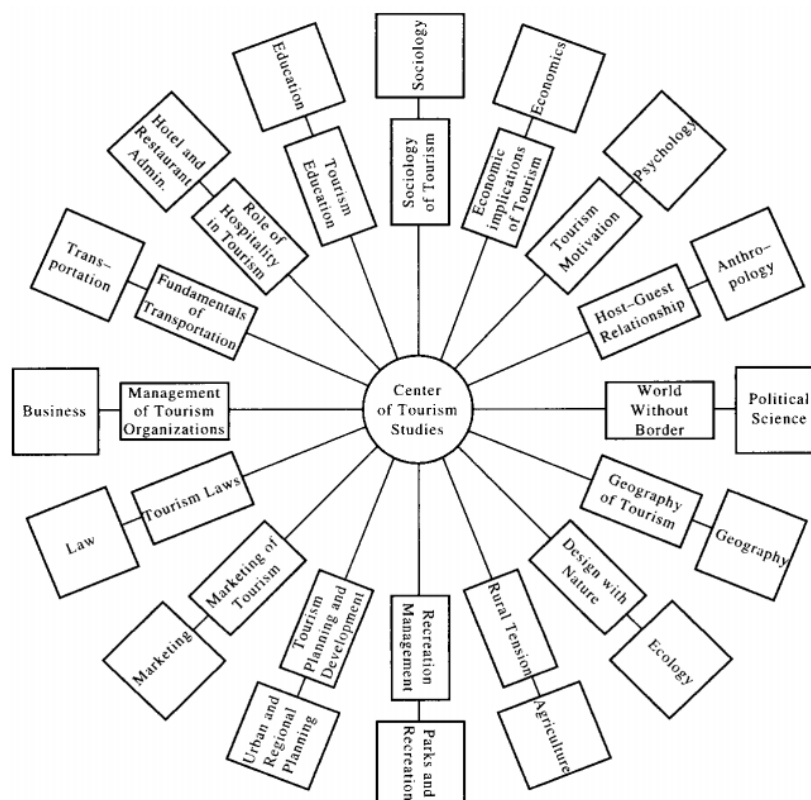 Sociology
Sociology
of Tourism
Economics
Economic
implications
of Tourism
Psychology
Tourism
Motivation
Anthro-
pology
Host–Guest
Relationship
Political
Science
World
Without
Border
Geography
Geography
of Tourism
Ecology
Design with
Nature
Agriculture
Rural Tension
Parks and
Recreation
Recreation
Management
Urban and
Regional
Planning
Tourism
Planning and
Development
Marketing
Marketing of
Tourism
Law
Tourism Laws
Business
Management
of Tourism
Organizations
Trans–
portation
Fundamentals
of
Transportation
Hotel and
Restaurant
Admin.
Role of
Hospitality
in Tourism
Education
Tourism
Education
Center
of Tourism
Studies